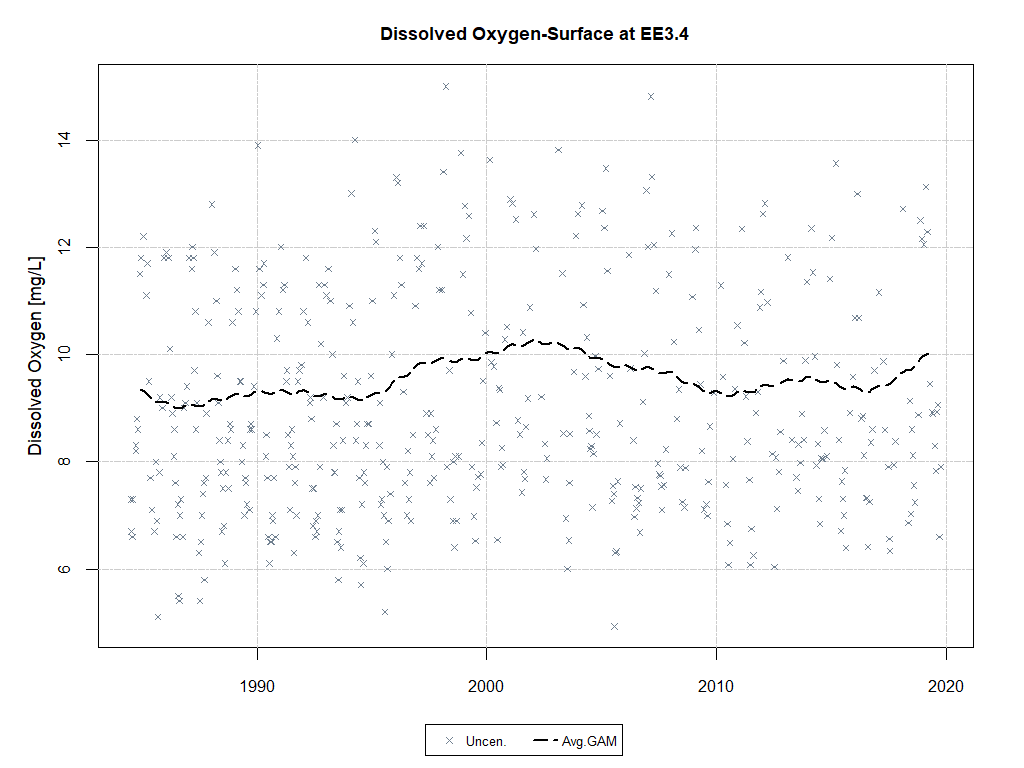 Dissolved Oxygen-Surface at EE3.4
Dissolved Oxygen [mg/L]
14
12
10
8
6
1990
2000
2010
2020
Uncen.
Avg.GAM